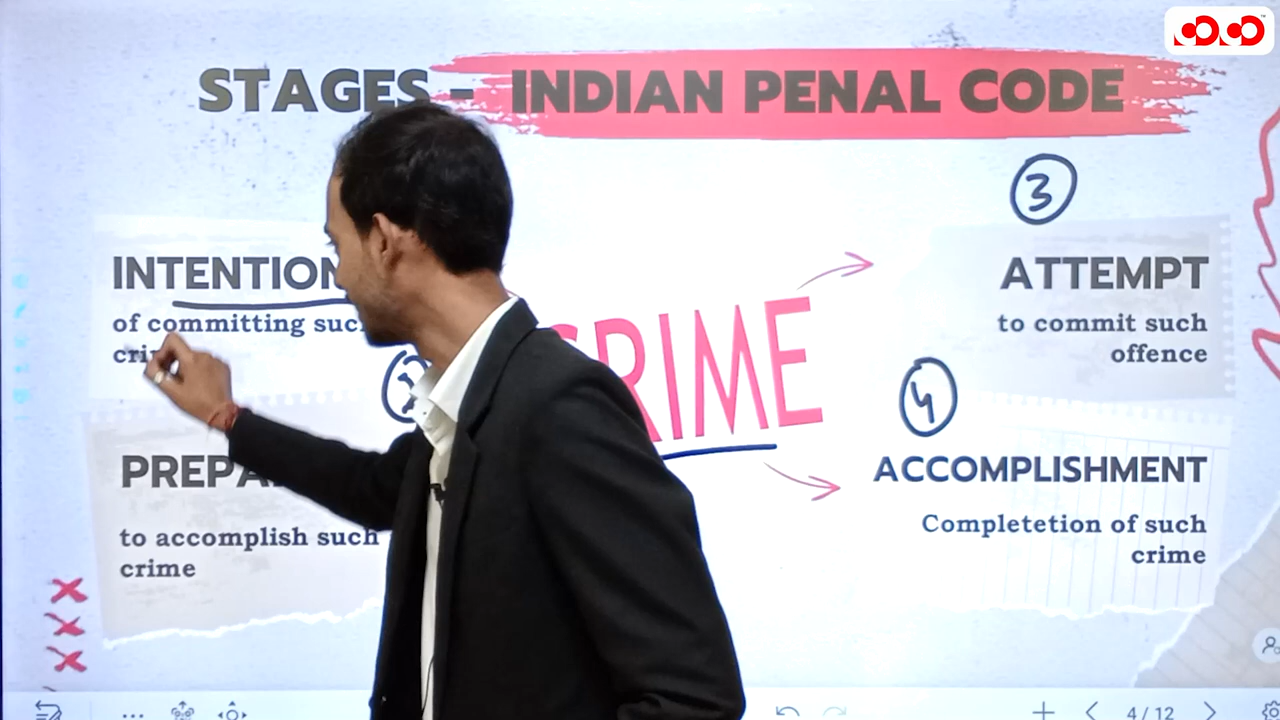 STAGES - INDIAN PENAL CODE
3
INTENTION
of committing such
ATTEMPT
to commit such
offence
CRIME
1
4
ACCOMPLISHMENT
to accomplish such
crime
Completetion of such
crime
4/12